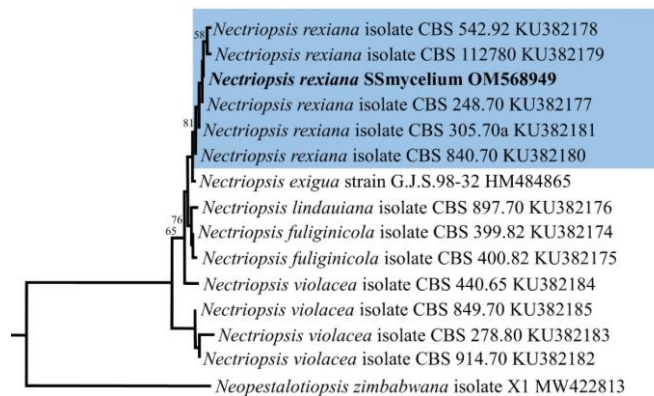 58
Nectriopsis rexiana isolate CBS 542.92 KU382178
Nectriopsis rexiana isolate CBS 112780 KU382179
Nectriopsis rexiana SSmycelium OM568949
Nectriopsis rexiana isolate CBS 248.70 KU382177
81
Nectriopsis rexiana isolate CBS 305.70a KU382181
Nectriopsis rexiana isolate CBS 840.70 KU382180
Nectriopsis exigua strain G.J.S.98-32 HM484865
Nectriopsis lindauiana isolate CBS 897.70 KU382176
76
65
Nectriopsis fuliginicola isolate CBS 399.82 KU382174
Nectriopsis fuliginicola isolate CBS 400.82 KU382175
Nectriopsis violacea isolate CBS 440.65 KU382184
Nectriopsis violacea isolate CBS 849.70 KU382185
Nectriopsis violacea isolate CBS 278.80 KU382183
Nectriopsis violacea isolate CBS 914.70 KU382182
Neopestalotiopsis zimbabwana isolate X1 MW422813